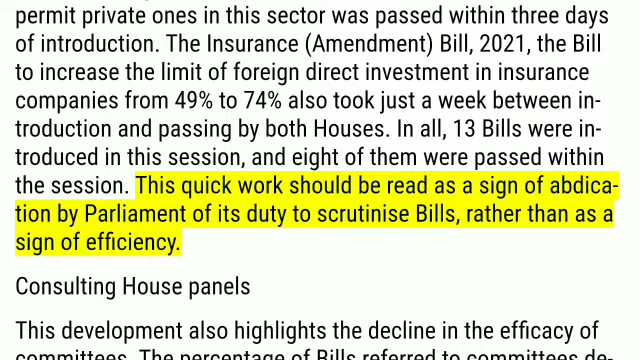 permit private ones in this sector was passed within three days
of introduction. The Insurance (Amendment) Bill, 2021, the Bill
to increase the limit of foreign direct investment in insurance
companies from 49% to 74% also took just a week between in-
troduction and passing by both Houses. In all, 13 Bills were in-
troduced in this session, and eight of them were passed within
the session. This quick work should be read as a sign of abdica-
tion by Parliament of its duty to scrutinise Bills, rather than as a
sign of efficiency.
Consulting House panels
This development also highlights the decline in the efficacy of
committees. The percentage of Bills referred to committees de-